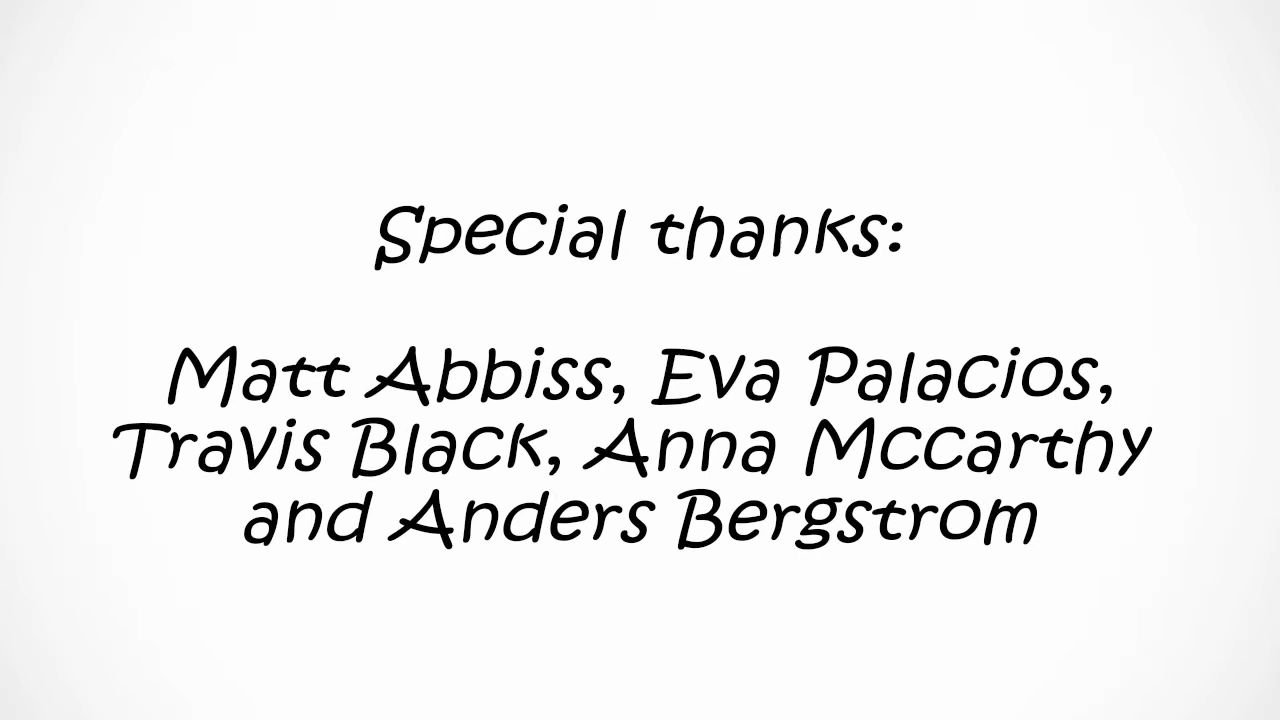 Special thanks:
Matt Abbiss, Eva Palacios,
Travis Black, Anna Mccarthy
and Anders Bergstrom